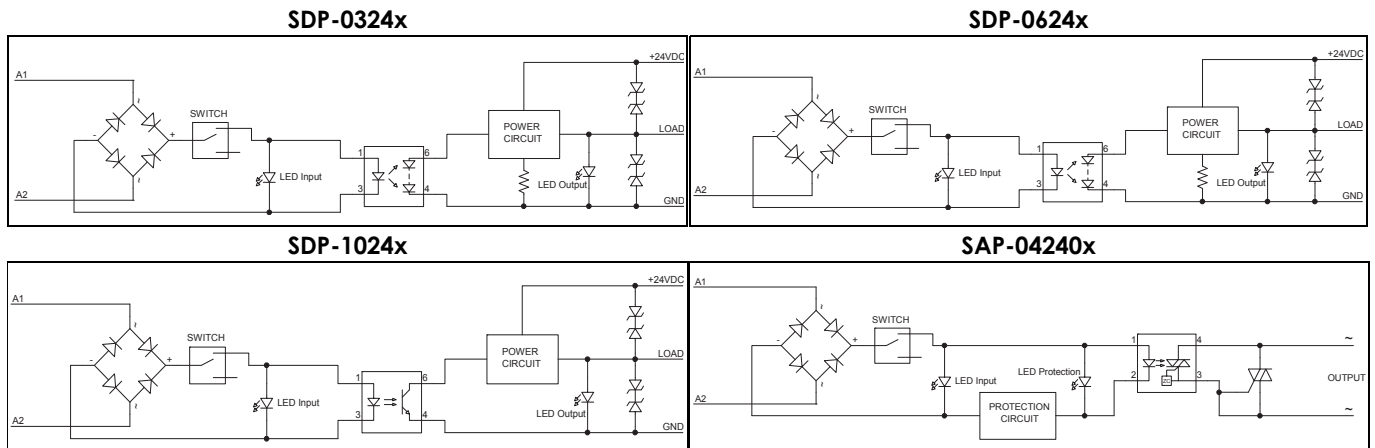 SDP-0324x
A1
A2
~
~
-
+
SWITCH
LED Input
1
3
6
4
POWER
CIRCUIT
LED Output
+24VDC
LOAD
GND
SDP-0624x
A1
A2
~
~
-
+
SWITCH
LED Input
1
3
6
4
POWER
CIRCUIT
LED Output
+24VDC
LOAD
GND
SDP-1024x
A1
A2
~
~
-
+
SWITCH
LED Input
1
3
6
4
POWER
CIRCUIT
LED Output
+24VDC
LOAD
GND
SAP-04240x
A1
A2
~
~
-
+
SWITCH
LED Input
PROTECTION
CIRCUIT
LED Protection
1
2
ZC
4
3
~
OUTPUT
~